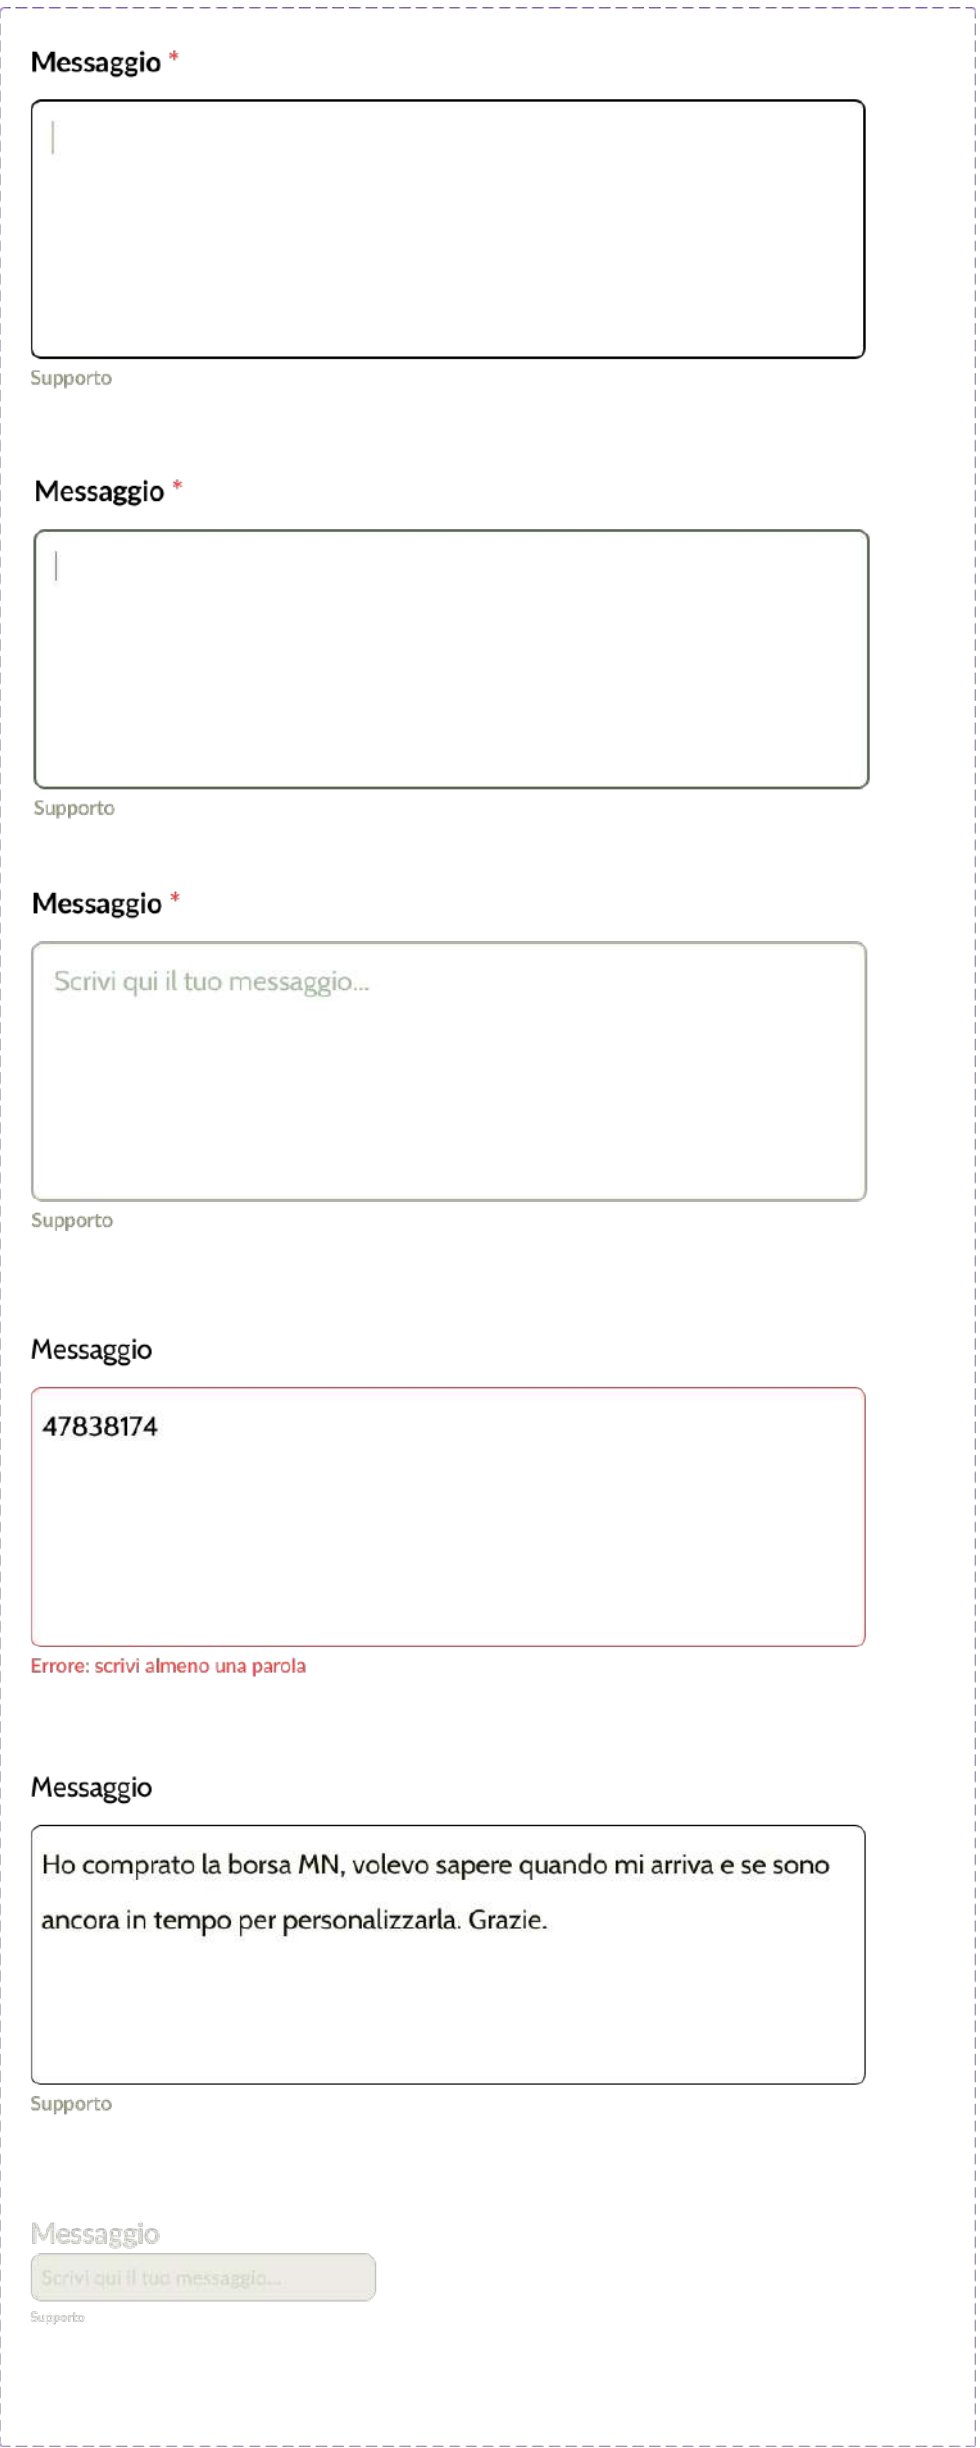 Messaggio *
Supporto
Messaggio *
Supporto
Messaggio *
Scrivi qui il tuo messaggio...
Supporto
Messaggio
47838174
Errore: scrivi almeno una parola
Messaggio
Ho comprato la borsa MN, volevo sapere quando mi arriva e se sono
ancora in tempo per personalizzarla. Grazie.
Supporto
Messaggio
Scrivi qui il tuo messaggio...
Supporto